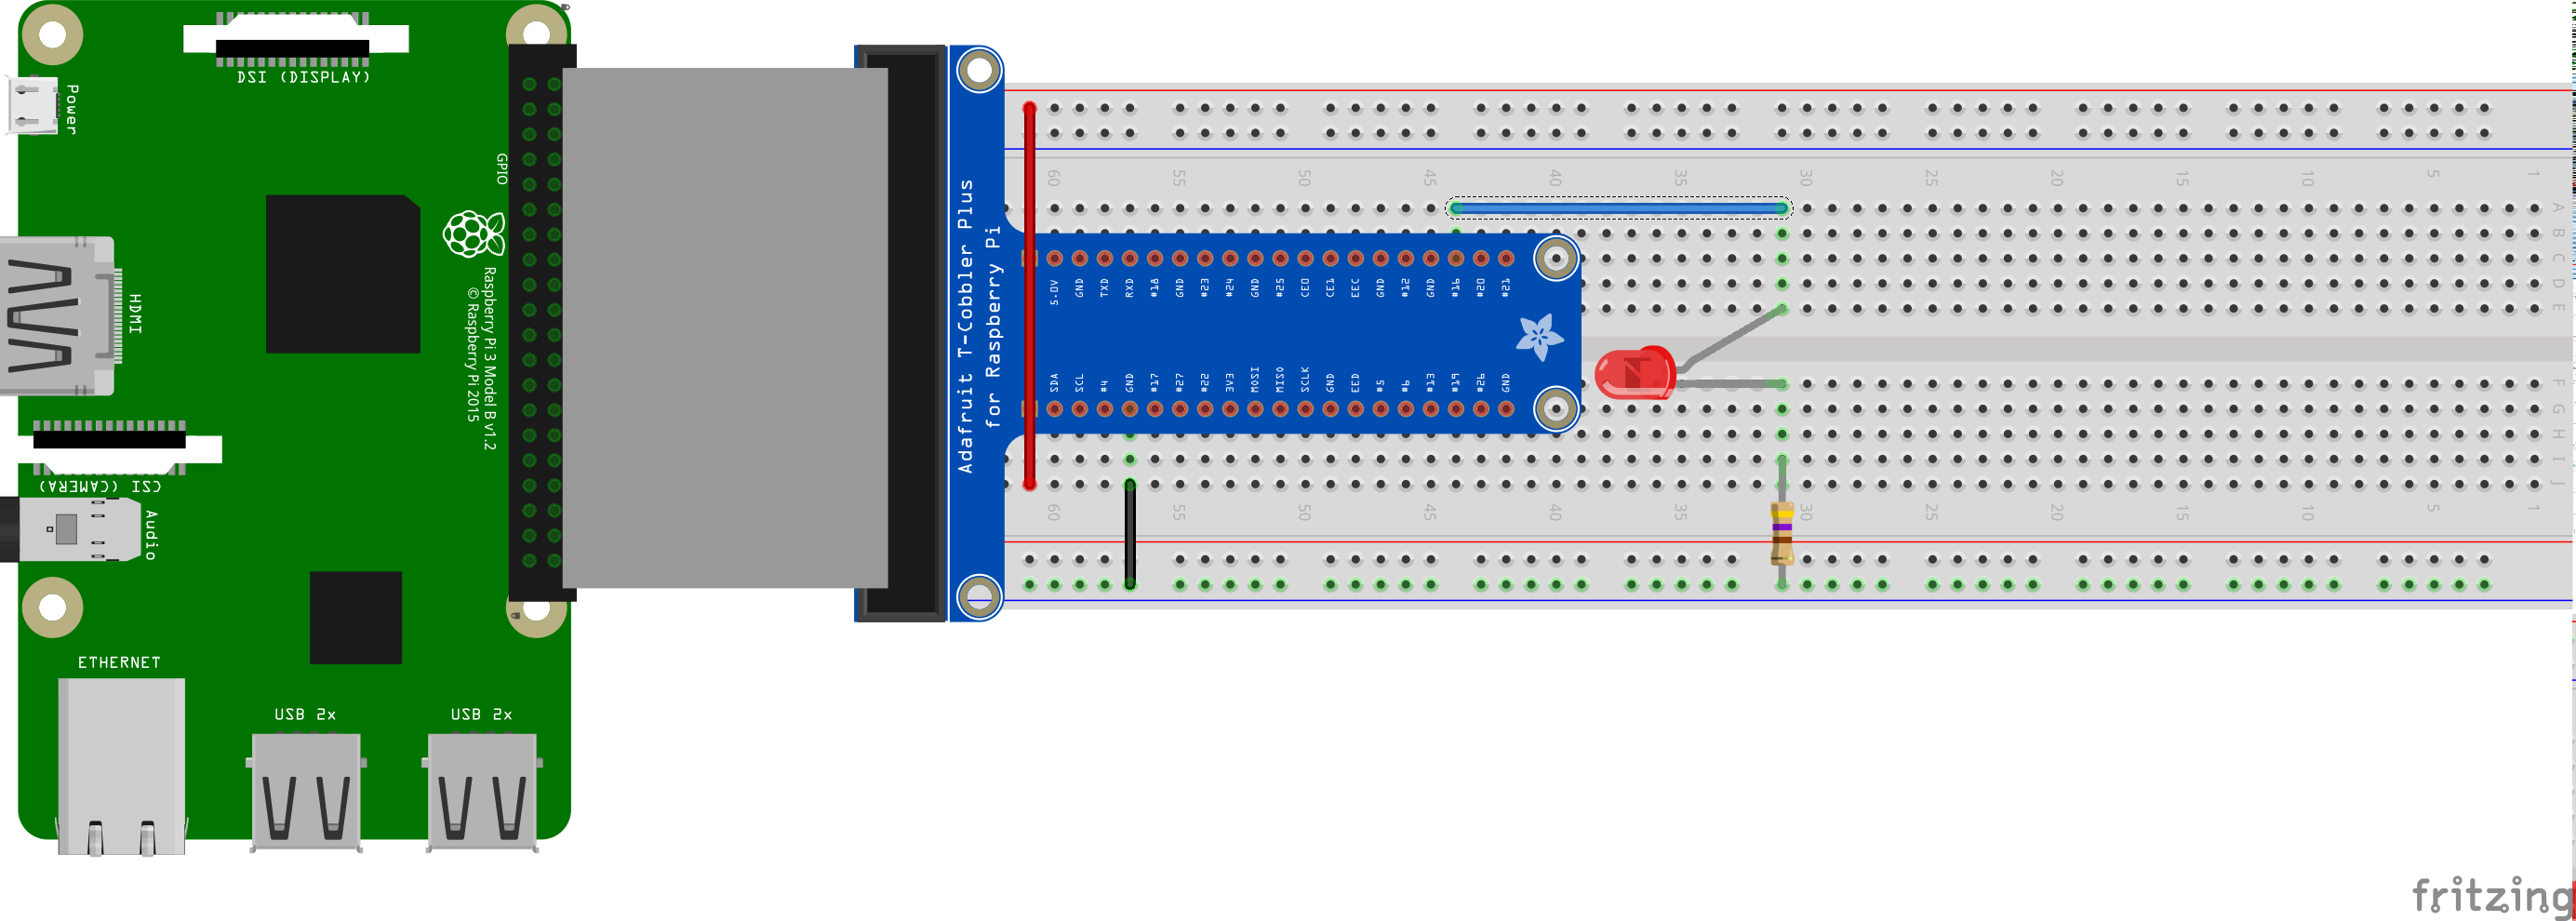 DSI (DISPLAY)
Power
GPIO
HDMI
Raspberry Pi 3 Model B v1.2
© Raspberry Pi 2015
CSI (CAMERA)
Audio
ETHERNET
USB 2x
USB 2x
Adafruit T-Cobbler Plus
for Raspberry Pi
60 55 50 45 40 35 30 25 20 15 10 5 1
A
B
C
D
E
5.0V GND TXD RXD #18 GND #23 #24 GND #25 CE0 CE1 EEC GND #12 GND #16 #20 #21
SDA SCL #4 GND #17 #27 #22 3V3 MOSI MISO SCLK GND EED #5 #6 #13 #19 #26 GND
F
G
H
I
J
60 55 50 45 40 35 30 25 20 15 10 5 1
fritzing